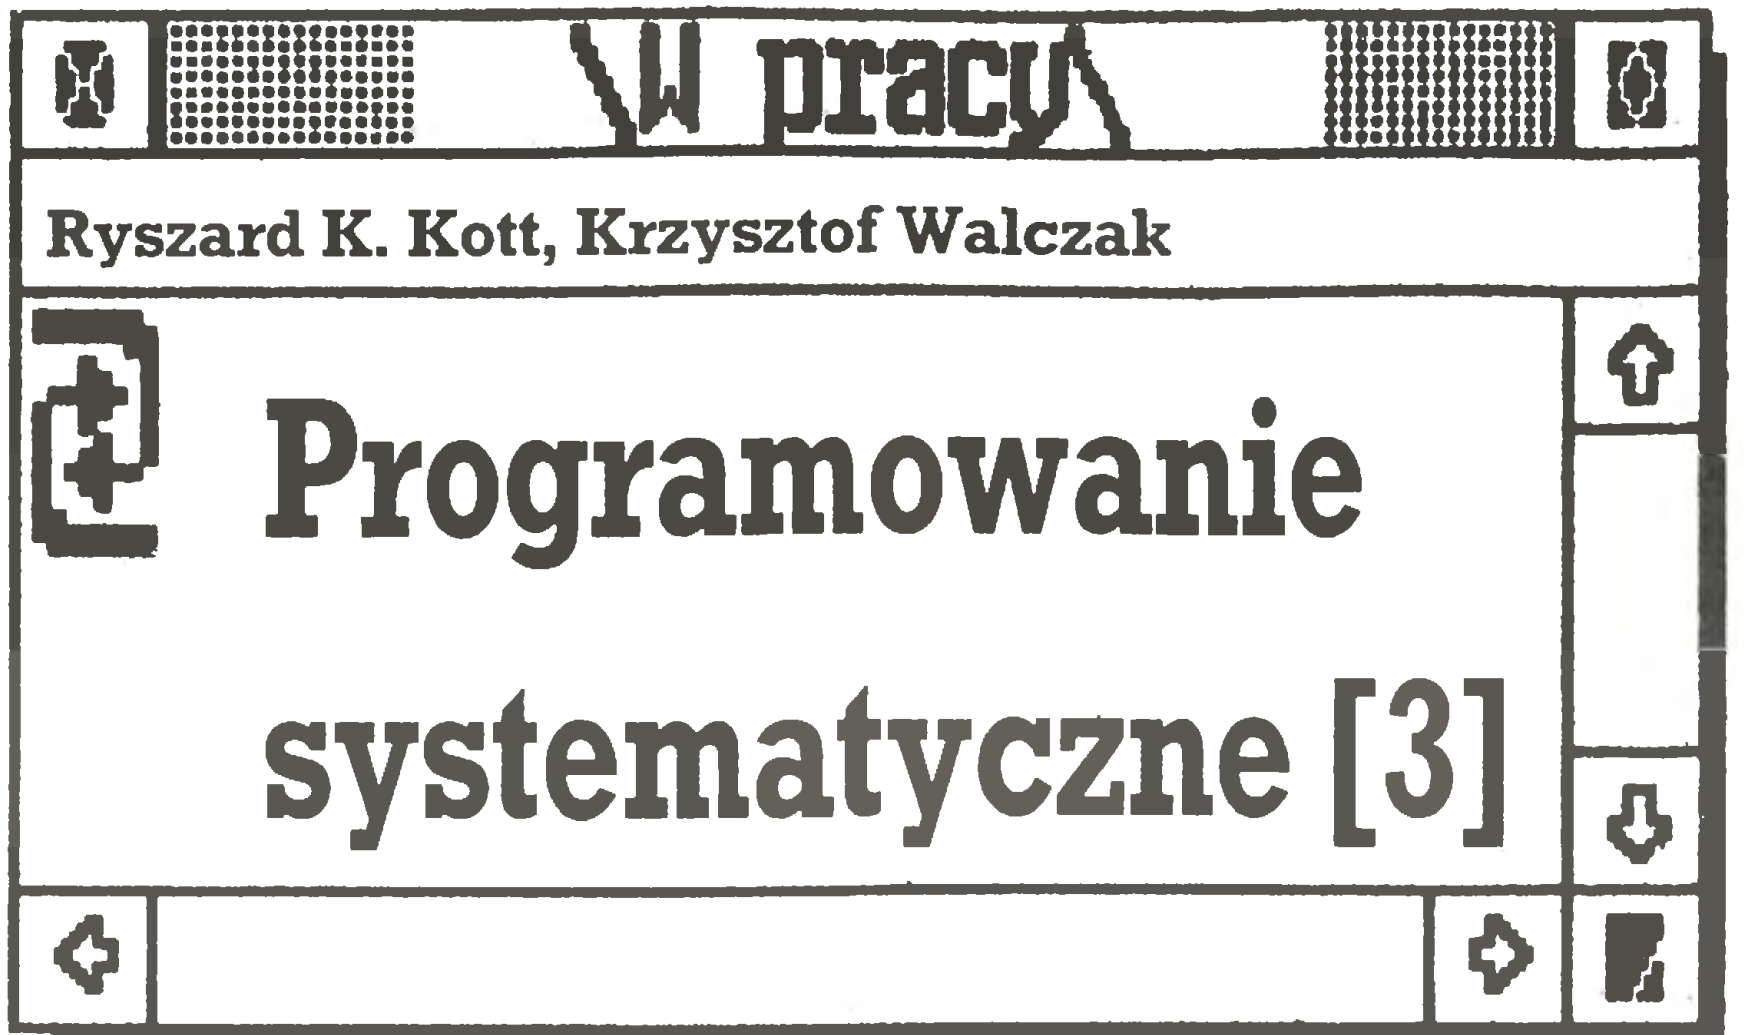 \W pracy\
Ryszard K. Kott, Krzysztof Walczak
Programowanie
systematyczne [3]